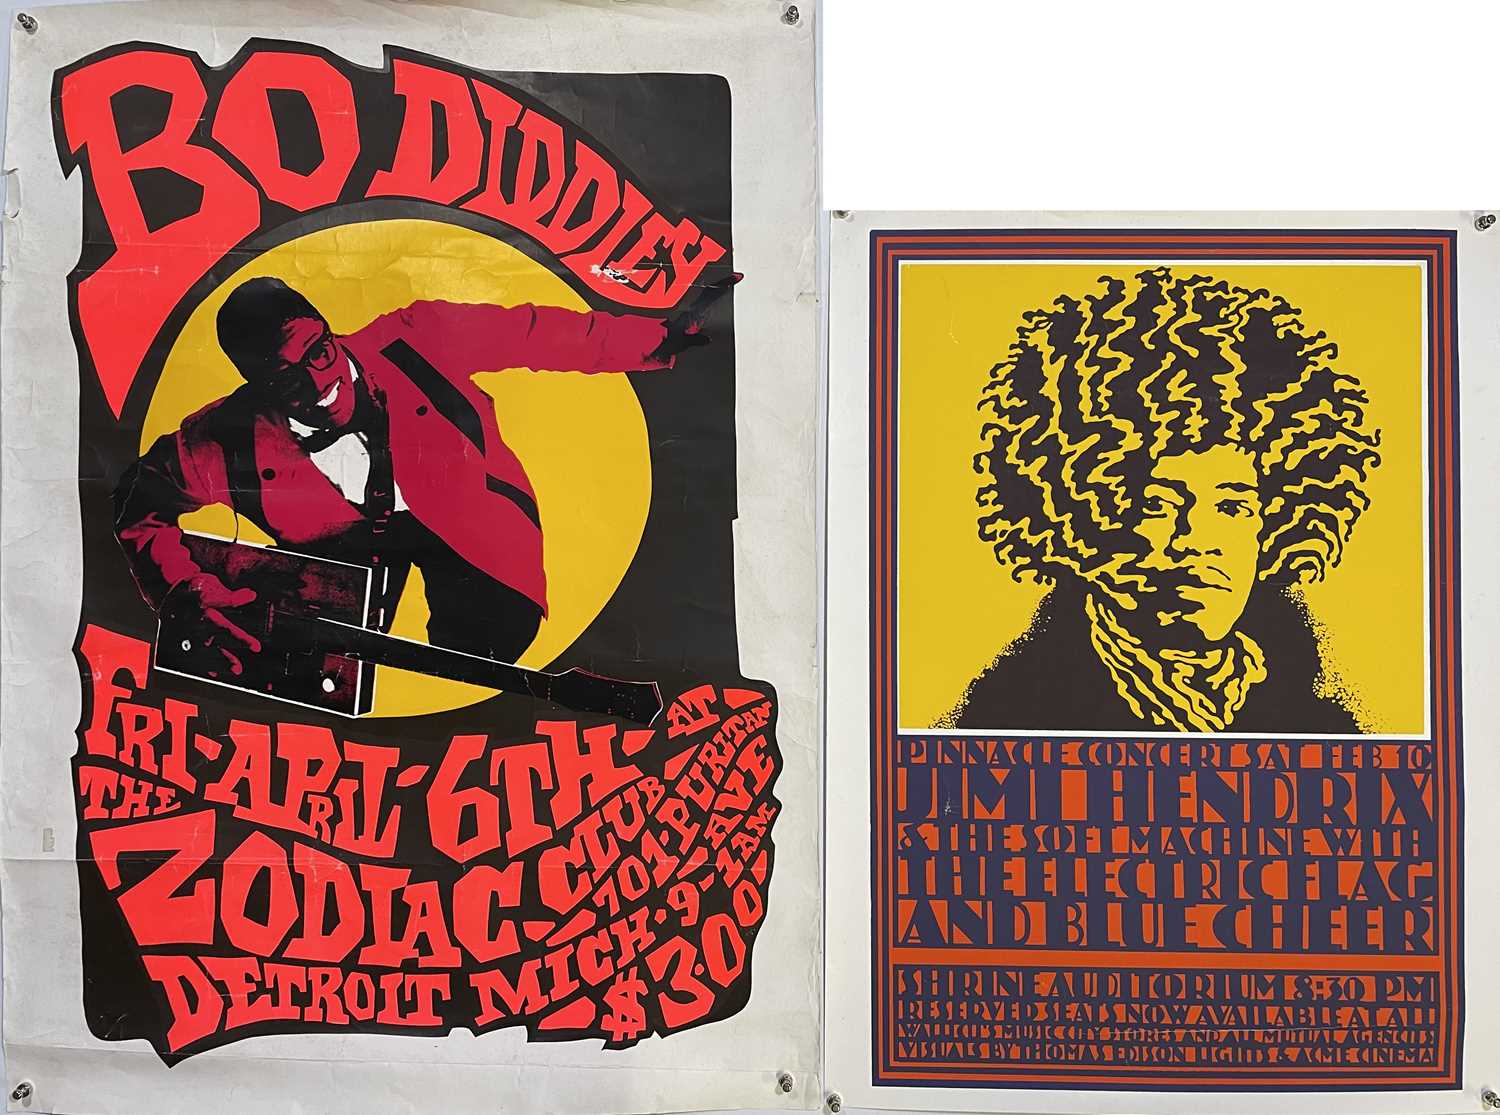 BO DIDDLEY
FRI-APRIL-6TH- AT
THE ZODIAC CLUB
701-PURITAN AVE
DETROIT MICH-9-1AM
$3.00
PINNACLE CONCERT SAT FEB 10
JIMI HENDRIX
& THE SOFT MACHINE WITH
THE ELECTRIC FLAG
AND BLUE CHEER
SHRINE AUDITORIUM 8:30 PM
RESERVED SEATS NOW AVAILABLE AT ALL
WALLICH'S MUSIC CITY STORES AND ALL MUTUAL AGENCIES
VISUALS BY THOMAS EDISON LIGHTS & ACME CINEMA